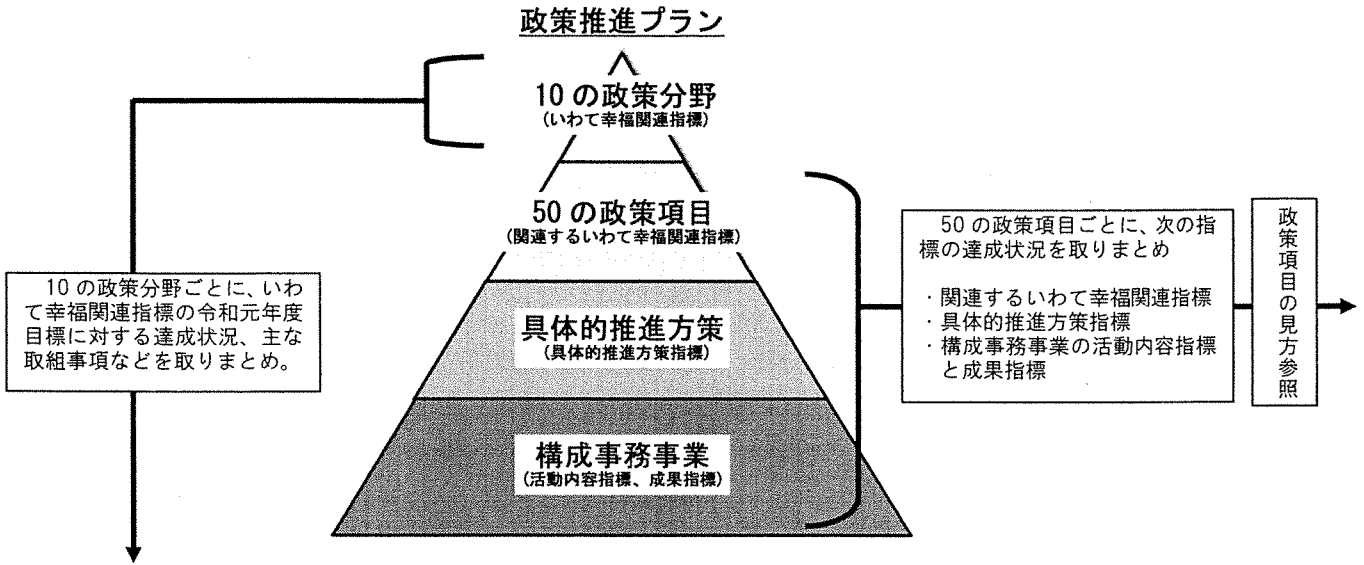 政策推進プラン
10の政策分野
(いわて幸福関連指標)
50の政策項目
(関連するいわて幸福関連指標)
具体的推進方策
(具体的推進方策指標)
構成事務事業
(活動内容指標、成果指標)
10の政策分野ごとに、いわ
て幸福関連指標の令和元年度
目標に対する達成状況、主な
取組事項などを取りまとめ。
50の政策項目ごとに、次の指
標の達成状況を取りまとめ
・関連するいわて幸福関連指標
・具体的推進方策指標
・構成事務事業の活動内容指標
と成果指標
政策項目の見方参照